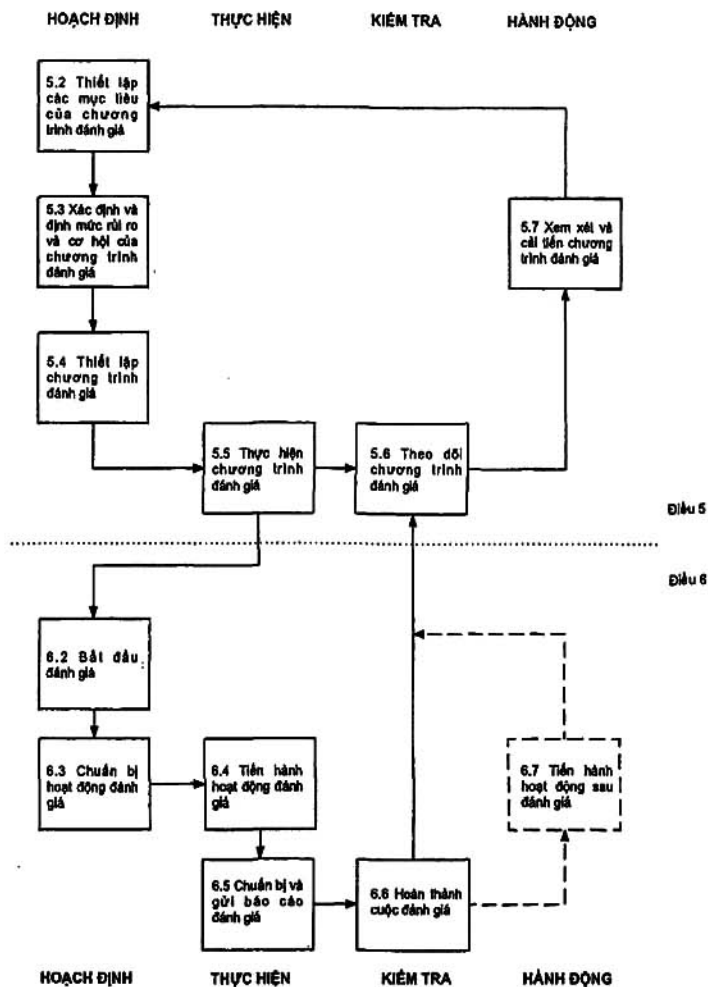 HOẠCH ĐỊNH THỰC HIỆN KIỂM TRA HÀNH ĐỘNG
5.2 Thiết lập
các mục tiêu
của chương
trình đánh giá
5.3 Xác định và
định mức rủi ro
và cơ hội của
chương trình
đánh giá
5.7 Xem xét và
cải tiến chương
trình đánh giá
5.4 Thiết lập
chương trình
đánh giá
5.5 Thực hiện
chương trình
đánh giá
5.6 Theo dõi
chương trình
đánh giá
Điều 5
Điều 6
6.2 Bắt đầu
đánh giá
6.3 Chuẩn bị
hoạt động đánh
giá
6.4 Tiến hành
hoạt động đánh
giá
6.7 Tiến hành
hoạt động sau
đánh giá
6.5 Chuẩn bị và
gửi báo cáo
đánh giá
6.6 Hoàn thành
cuộc đánh giá
HOẠCH ĐỊNH THỰC HIỆN KIỂM TRA HÀNH ĐỘNG